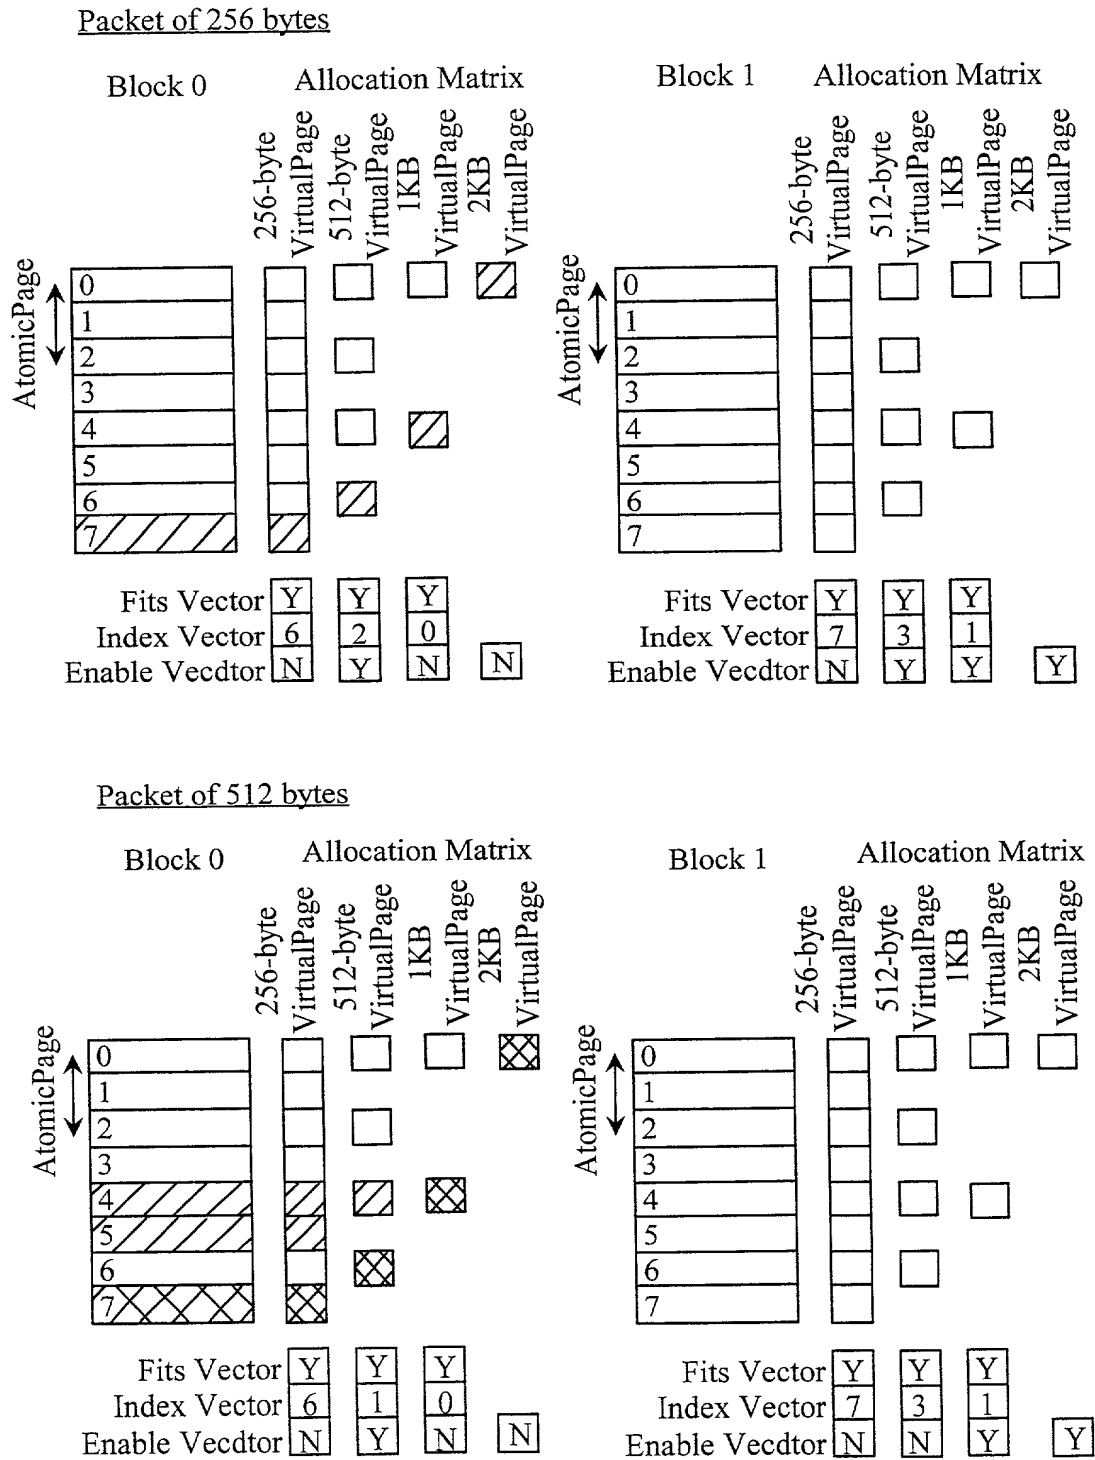 Packet of 256 bytes
Block 0
Allocation Matrix
Block 1
Allocation Matrix
256-byte
VirtualPage
512-byte
VirtualPage
1KB
VirtualPage
2KB
VirtualPage
256-byte
VirtualPage
512-byte
VirtualPage
1KB
VirtualPage
2KB
VirtualPage
AtomicPage
0
1
2
3
4
5
6
7
AtomicPage
0
1
2
3
4
5
6
7
Fits Vector Y Y Y
Index Vector 6 2 0
Enable Vecdtor N Y N N
Fits Vector Y Y Y
Index Vector 7 3 1
Enable Vecdtor N Y Y Y
Packet of 512 bytes
Block 0
Allocation Matrix
Block 1
Allocation Matrix
256-byte
VirtualPage
512-byte
VirtualPage
1KB
VirtualPage
2KB
VirtualPage
256-byte
VirtualPage
512-byte
VirtualPage
1KB
VirtualPage
2KB
VirtualPage
AtomicPage
0
1
2
3
4
5
6
7
AtomicPage
0
1
2
3
4
5
6
7
Fits Vector Y Y Y
Index Vector 6 1 0
Enable Vecdtor N Y N N
Fits Vector Y Y Y
Index Vector 7 3 1
Enable Vecdtor N N Y Y